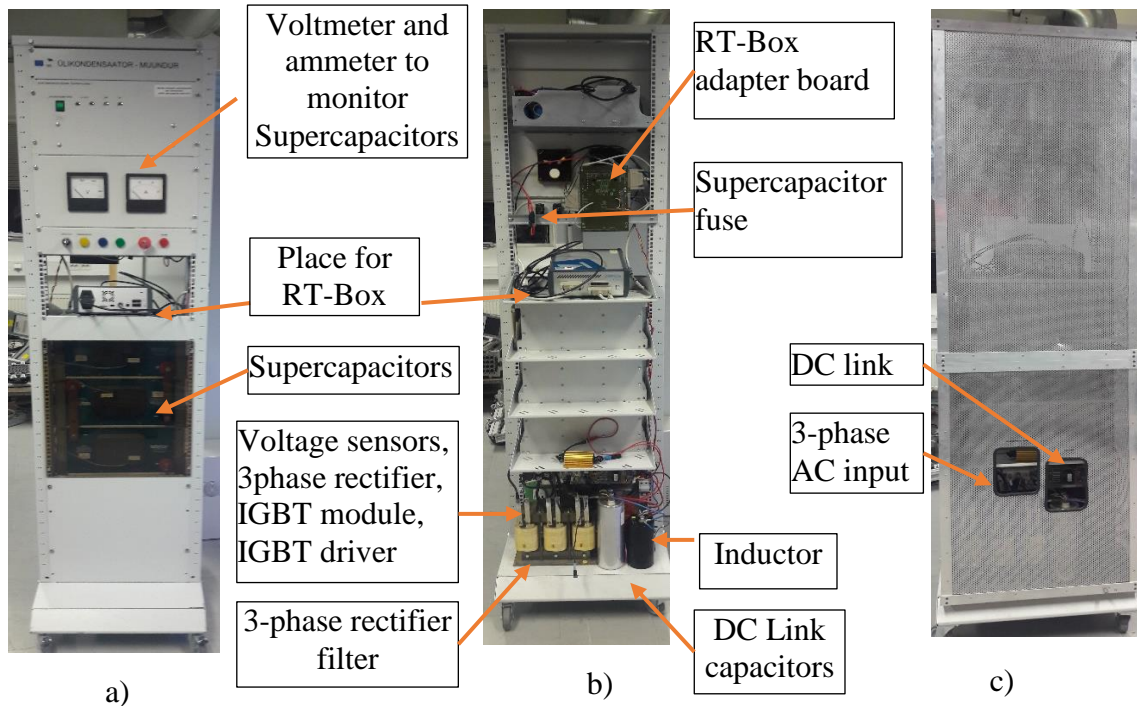 Voltmeter and
ammeter to
monitor
Supercapacitors
RT-Box
adapter board
ÜLIKONDENSAATOR - MUUNDUR
Supercapacitor
fuse
Place for
RT-Box
Supercapacitors
DC link
3-phase
AC input
Voltage sensors,
3phase rectifier,
IGBT module,
IGBT driver
Inductor
3-phase rectifier
filter
DC Link
capacitors
a)
b)
c)